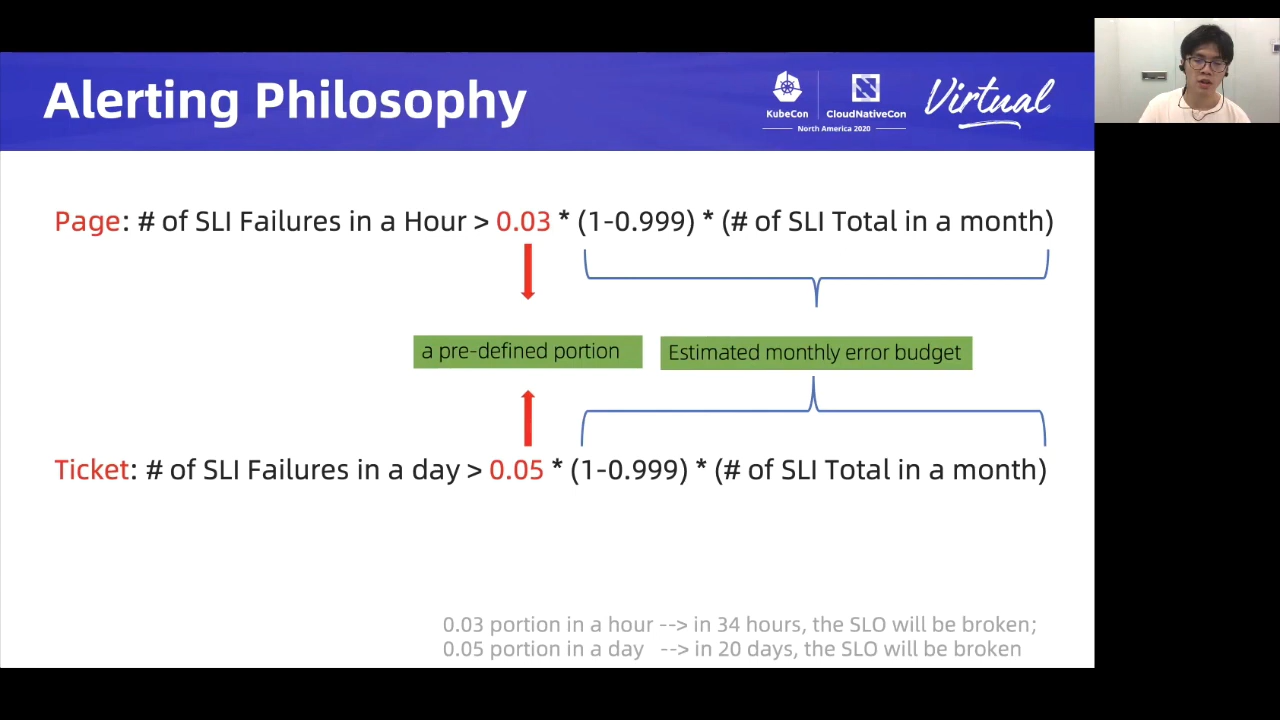 Alerting Philosophy
KubeCon
CloudNativeCon
North America 2020
Virtual
Page: # of SLI Failures in a Hour > 0.03 * (1-0.999) * (# of SLI Total in a month)
a pre-defined portion
Estimated monthly error budget
Ticket: # of SLI Failures in a day > 0.05 * (1-0.999) * (# of SLI Total in a month)
0.03 portion in a hour --> in 34 hours, the SLO will be broken;
0.05 portion in a day --> in 20 days, the SLO will be broken